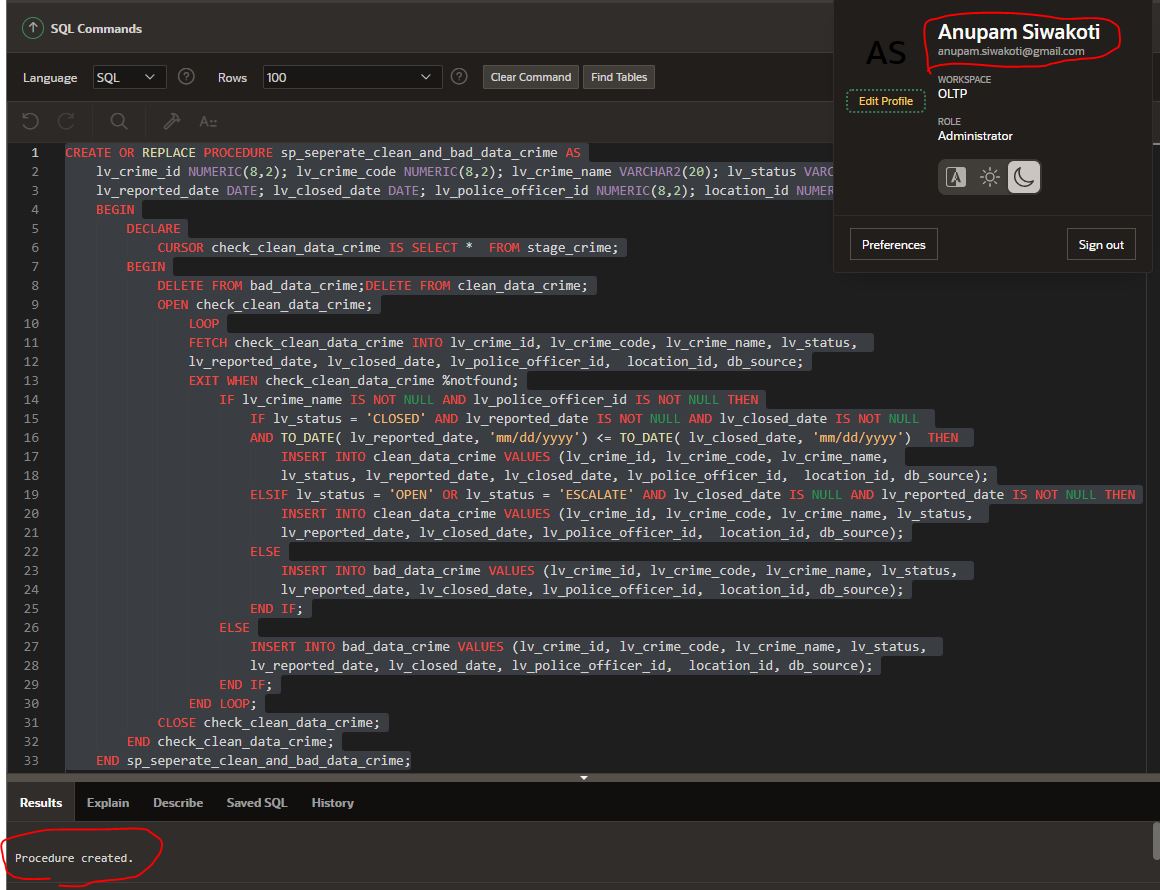 SQL Commands
Anupam Siwakoti
anupam.siwakoti@gmail.com
AS
Edit Profile
WORKSPACE
OLTP
ROLE
Administrator
Preferences
Sign out
Language
SQL
Rows
100
Clear Command
Find Tables
1 CREATE OR REPLACE PROCEDURE sp_seperate_clean_and_bad_data_crime AS
2 lv_crime_id NUMERIC(8,2); lv_crime_code NUMERIC(8,2); lv_crime_name VARCHAR2(20); lv_status VARC
3 lv_reported_date DATE; lv_closed_date DATE; lv_police_officer_id NUMERIC(8,2); location_id NUMER
4 BEGIN
5 DECLARE
6 CURSOR check_clean_data_crime IS SELECT * FROM stage_crime;
7 BEGIN
8 DELETE FROM bad_data_crime;DELETE FROM clean_data_crime;
9 OPEN check_clean_data_crime;
10 LOOP
11 FETCH check_clean_data_crime INTO lv_crime_id, lv_crime_code, lv_crime_name, lv_status,
12 lv_reported_date, lv_closed_date, lv_police_officer_id, location_id, db_source;
13 EXIT WHEN check_clean_data_crime %notfound;
14 IF lv_crime_name IS NOT NULL AND lv_police_officer_id IS NOT NULL THEN
15 IF lv_status = 'CLOSED' AND lv_reported_date IS NOT NULL AND lv_closed_date IS NOT NULL
16 AND TO_DATE( lv_reported_date, 'mm/dd/yyyy') <= TO_DATE( lv_closed_date, 'mm/dd/yyyy') THEN
17 INSERT INTO clean_data_crime VALUES (lv_crime_id, lv_crime_code, lv_crime_name,
18 lv_status, lv_reported_date, lv_closed_date, lv_police_officer_id, location_id, db_source);
19 ELSIF lv_status = 'OPEN' OR lv_status = 'ESCALATE' AND lv_closed_date IS NULL AND lv_reported_date IS NOT NULL THEN
20 INSERT INTO clean_data_crime VALUES (lv_crime_id, lv_crime_code, lv_crime_name, lv_status,
21 lv_reported_date, lv_closed_date, lv_police_officer_id, location_id, db_source);
22 ELSE
23 INSERT INTO bad_data_crime VALUES (lv_crime_id, lv_crime_code, lv_crime_name, lv_status,
24 lv_reported_date, lv_closed_date, lv_police_officer_id, location_id, db_source);
25 END IF;
26 ELSE
27 INSERT INTO bad_data_crime VALUES (lv_crime_id, lv_crime_code, lv_crime_name, lv_status,
28 lv_reported_date, lv_closed_date, lv_police_officer_id, location_id, db_source);
29 END IF;
30 END LOOP;
31 CLOSE check_clean_data_crime;
32 END check_clean_data_crime;
33 END sp_seperate_clean_and_bad_data_crime;
Results
Explain
Describe
Saved SQL
History
Procedure created.